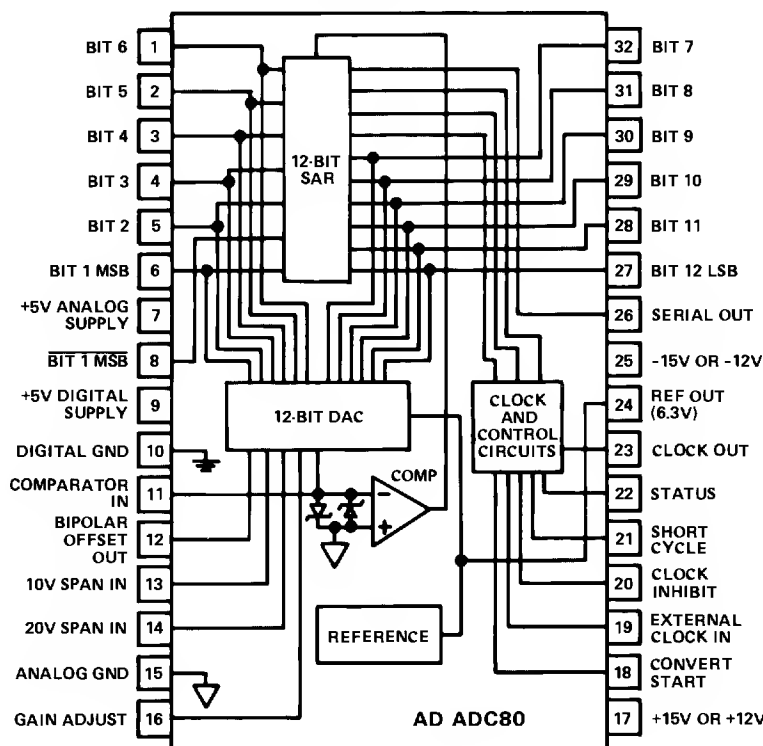 BIT 6 1
BIT 5 2
BIT 4 3
BIT 3 4
BIT 2 5
BIT 1 MSB 6
+5V ANALOG
SUPPLY 7
B̅I̅T̅ ̅1̅ ̅M̅S̅B̅ 8
+5V DIGITAL
SUPPLY 9
DIGITAL GND 10
COMPARATOR
IN 11
BIPOLAR
OFFSET
OUT 12
10V SPAN IN 13
20V SPAN IN 14
ANALOG GND 15
GAIN ADJUST 16
12-BIT
SAR
12-BIT DAC
COMP
−
+
REFERENCE
CLOCK
AND
CONTROL
CIRCUITS
AD ADC80
32 BIT 7
31 BIT 8
30 BIT 9
29 BIT 10
28 BIT 11
27 BIT 12 LSB
26 SERIAL OUT
25 -15V OR -12V
24 REF OUT
(6.3V)
23 CLOCK OUT
22 STATUS
21 SHORT
CYCLE
20 CLOCK
INHIBIT
19 EXTERNAL
CLOCK IN
18 CONVERT
START
17 +15V OR +12V